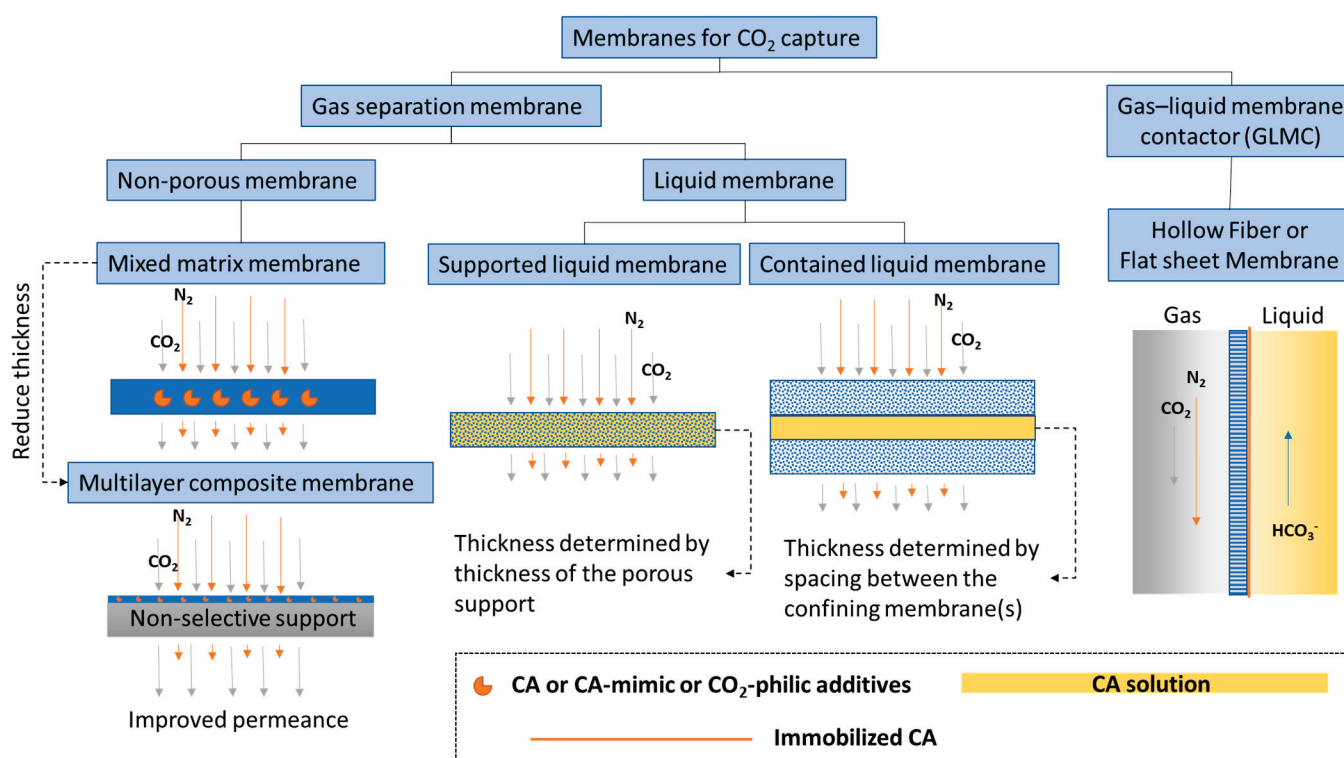 Membranes for CO₂ capture
Gas separation membrane
Gas–liquid membrane
contactor (GLMC)
Non-porous membrane
Liquid membrane
Hollow Fiber or
Flat sheet Membrane
Mixed matrix membrane
Supported liquid membrane
Contained liquid membrane
Reduce thickness
N₂
CO₂
N₂
CO₂
N₂
CO₂
Gas
Liquid
N₂
CO₂
HCO₃⁻
Multilayer composite membrane
N₂
CO₂
Non-selective support
Improved permeance
Thickness determined by
thickness of the porous
support
Thickness determined by
spacing between the
confining membrane(s)
CA or CA-mimic or CO₂-philic additives
CA solution
Immobilized CA